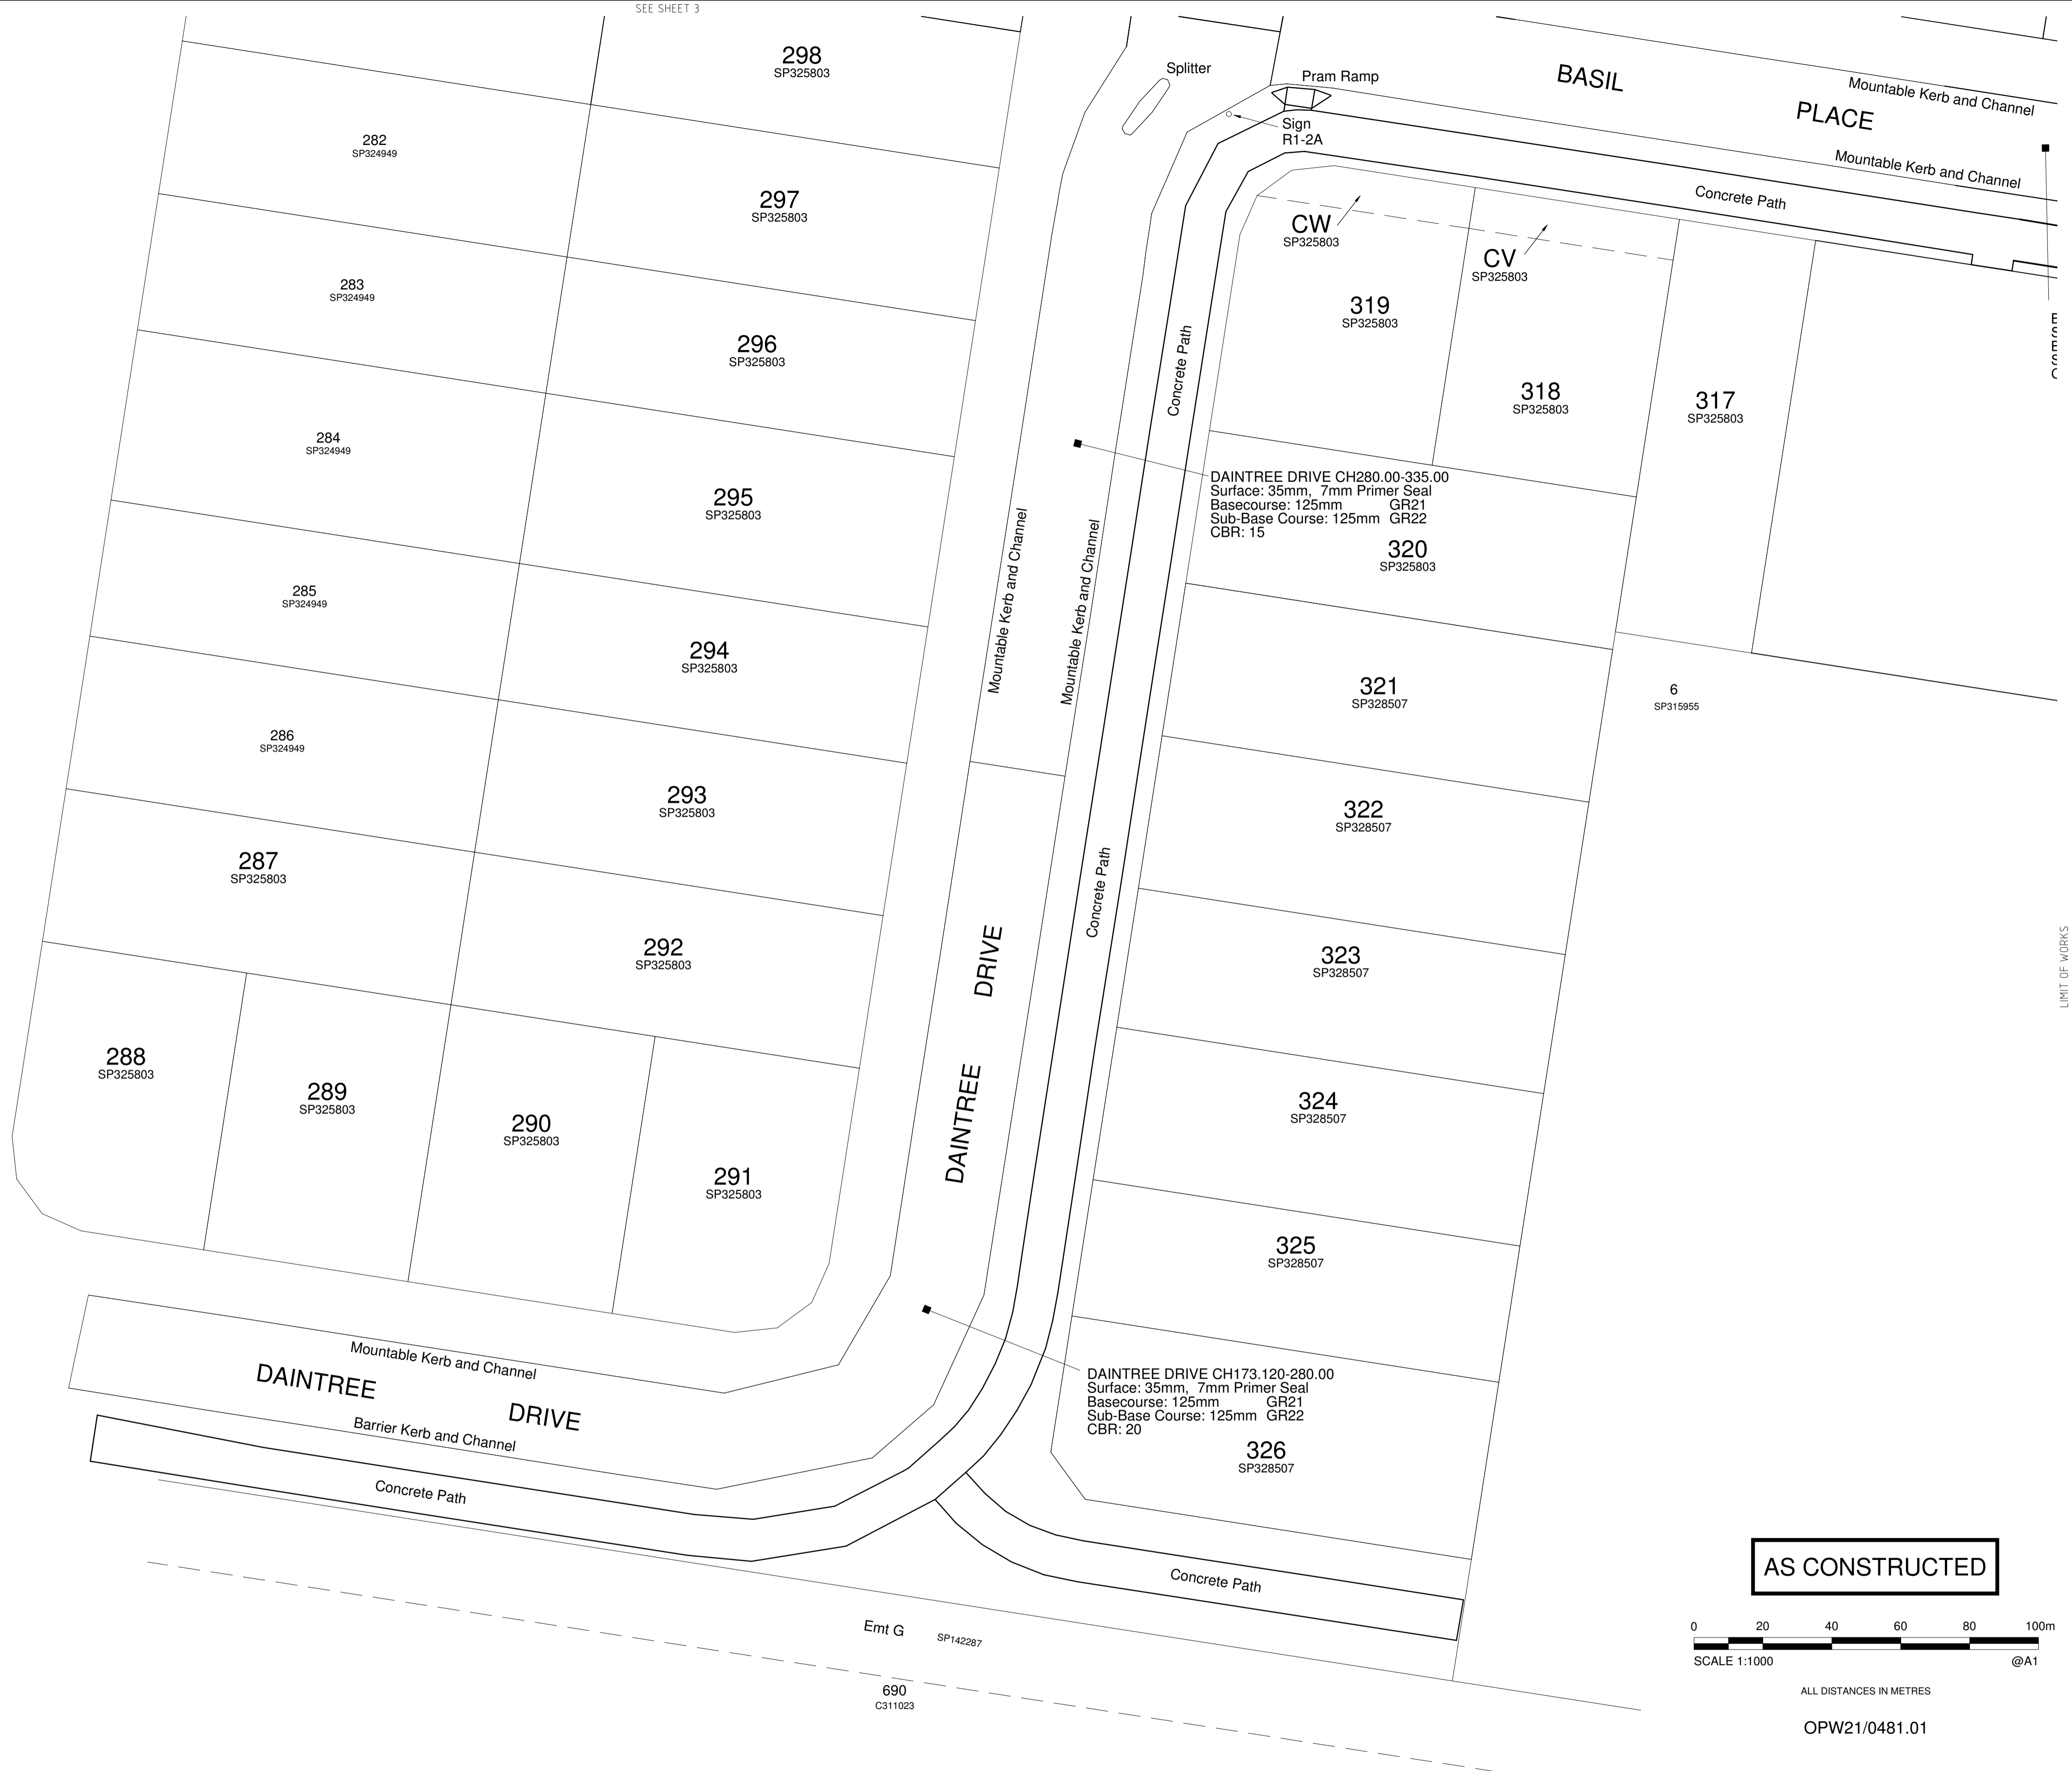 SEE SHEET 3
298
SP325803
Splitter
Pram Ramp
BASIL
PLACE
Mountable Kerb and Channel
Sign
R1-2A
Mountable Kerb and Channel
Concrete Path
282
SP324949
297
SP325803
CW
SP325803
CV
SP325803
283
SP324949
319
SP325803
296
SP325803
Concrete Path
318
SP325803
317
SP325803
284
SP324949
DAINTREE DRIVE CH280.00-335.00
Surface: 35mm, 7mm Primer Seal
Basecourse: 125mm GR21
Sub-Base Course: 125mm GR22
CBR: 15
295
SP325803
320
SP325803
Mountable Kerb and Channel
Mountable Kerb and Channel
285
SP324949
294
SP325803
321
SP328507
6
SP315955
286
SP324949
293
SP325803
322
SP328507
287
SP325803
Concrete Path
292
SP325803
DAINTREE DRIVE
323
SP328507
LIMIT OF WORKS
288
SP325803
289
SP325803
290
SP325803
291
SP325803
324
SP328507
325
SP328507
Mountable Kerb and Channel
DAINTREE DRIVE
Barrier Kerb and Channel
Concrete Path
DAINTREE DRIVE CH173.120-280.00
Surface: 35mm, 7mm Primer Seal
Basecourse: 125mm GR21
Sub-Base Course: 125mm GR22
CBR: 20
326
SP328507
Concrete Path
Emt G SP142287
690
C311023
AS CONSTRUCTED
0 20 40 60 80 100m
SCALE 1:1000 @A1
ALL DISTANCES IN METRES
OPW21/0481.01